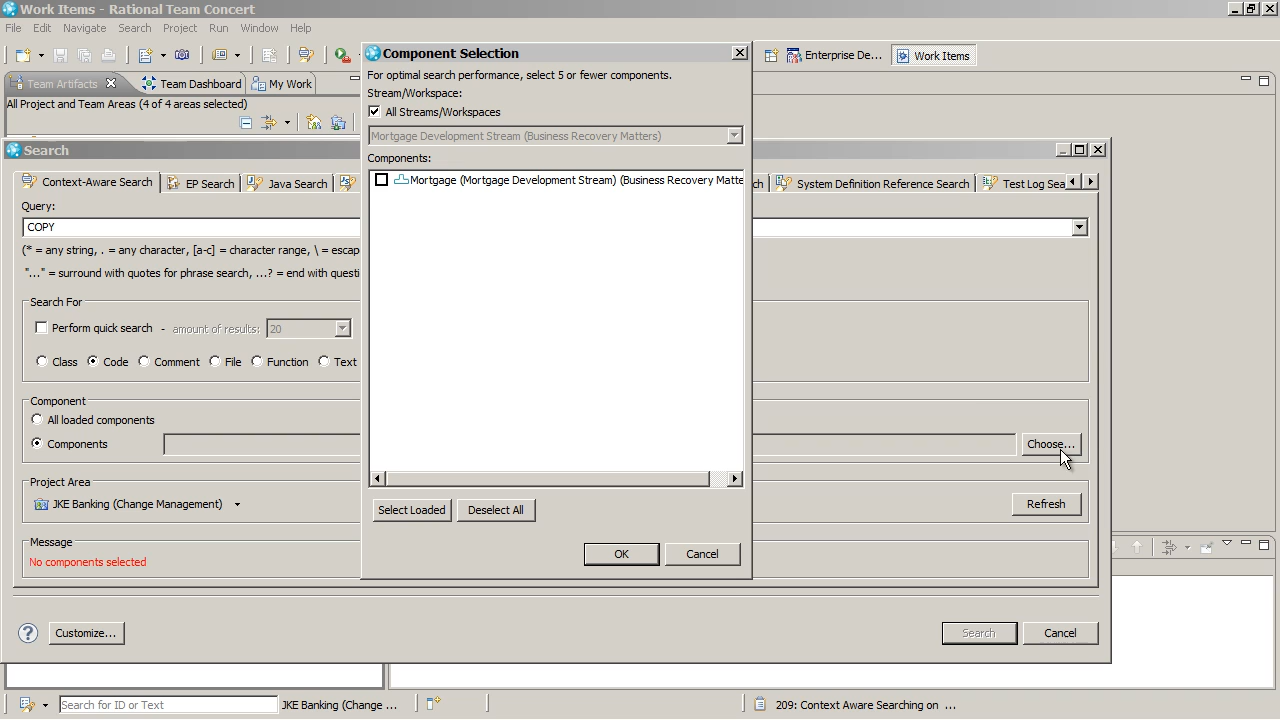 Work Items - Rational Team Concert
File Edit Navigate Search Project Run Window Help
Enterprise De... Work Items
Team Artifacts Team Dashboard My Work
All Project and Team Areas (4 of 4 areas selected)
Search
Context-Aware Search EP Search Java Search System Definition Reference Search Test Log Sea
Query:
COPY
(* = any string, . = any character, [a-c] = character range, \ = escap
"..." = surround with quotes for phrase search, ...? = end with questi
Search For
Perform quick search - amount of results: 20
Class Code Comment File Function Text
Component
All loaded components
Components Choose...
Project Area
JKE Banking (Change Management) Refresh
Message
No components selected
? Customize... Search Cancel
Component Selection
For optimal search performance, select 5 or fewer components.
Stream/Workspace:
All Streams/Workspaces
Mortgage Development Stream (Business Recovery Matters)
Components:
Mortgage (Mortgage Development Stream) (Business Recovery Matte
Select Loaded Deselect All
OK Cancel
Search for ID or Text JKE Banking (Change ... 209: Context Aware Searching on ...